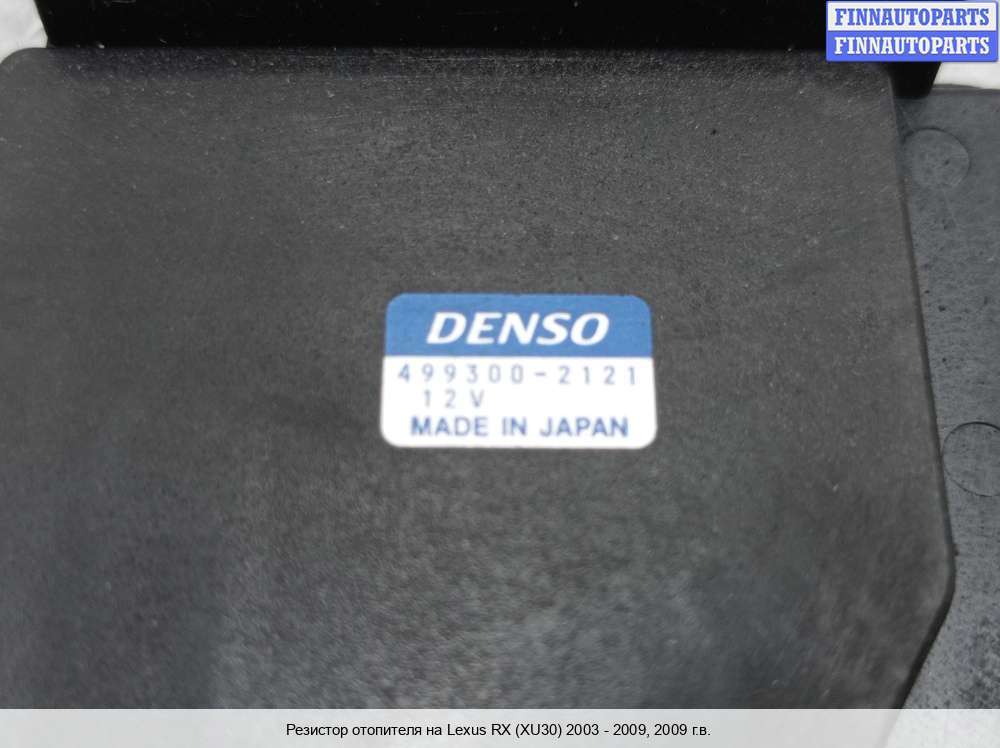 FINNAUTOPARTS
FINNAUTOPARTS
DENSO
499300-2121
12V
MADE IN JAPAN
Резистор отопителя на Lexus RX (XU30) 2003 - 2009, 2009 г.в.